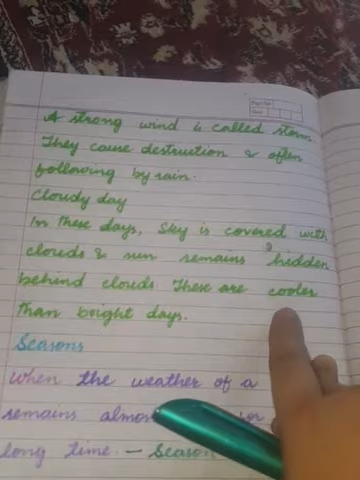 A strong wind is called storm.
They cause destruction & often
following by rain.
Cloudy day
In these days, Sky is covered with
clouds & sun remains hidden
behind clouds. These are cooler
than bright days.
Seasons
When the weather of a
remains almos
long time. — Season